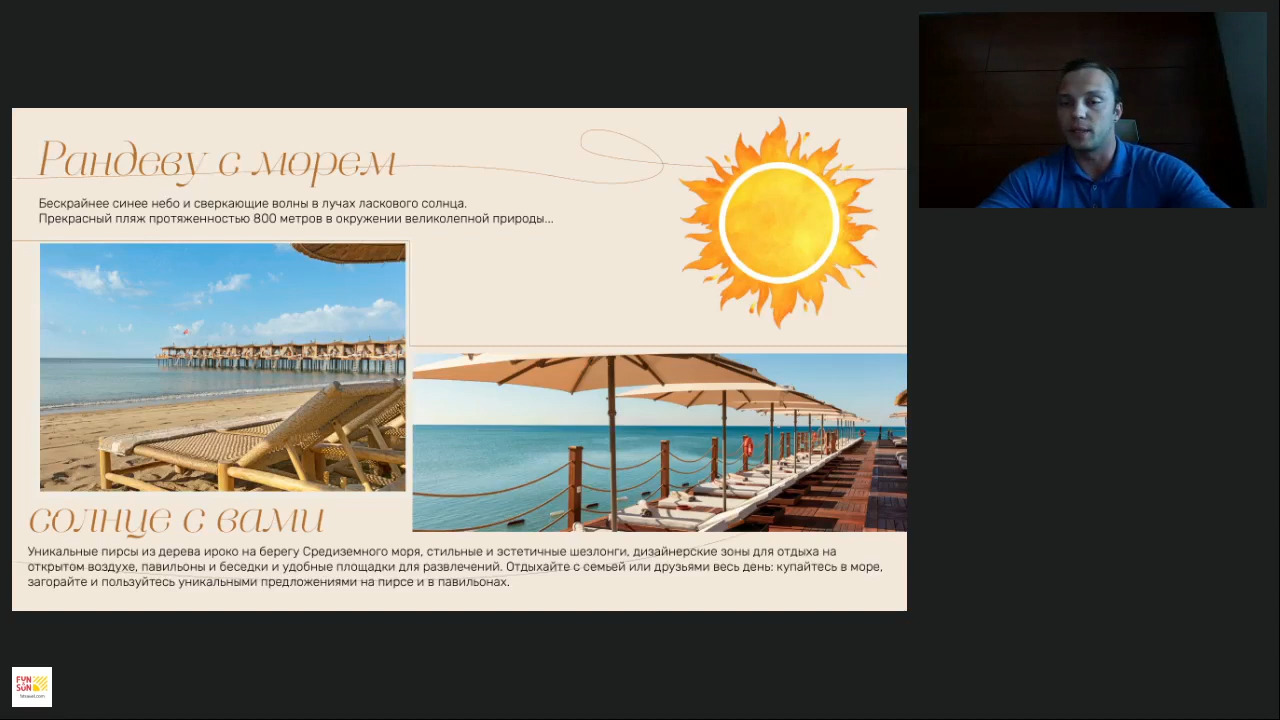 Рандеву с морем
Бескрайнее синее небо и сверкающие волны в лучах ласкового солнца.
Прекрасный пляж протяженностью 800 метров в окружении великолепной природы...
солнце с вами
Уникальные пирсы из дерева ироко на берегу Средиземного моря, стильные и эстетичные шезлонги, дизайнерские зоны для отдыха на
открытом воздухе, павильоны и беседки и удобные площадки для развлечений. Отдыхайте с семьей или друзьями весь день: купайтесь в море,
загорайте и пользуйтесь уникальными предложениями на пирсе и в павильонах.
FUN
&SUN
fstravel.com